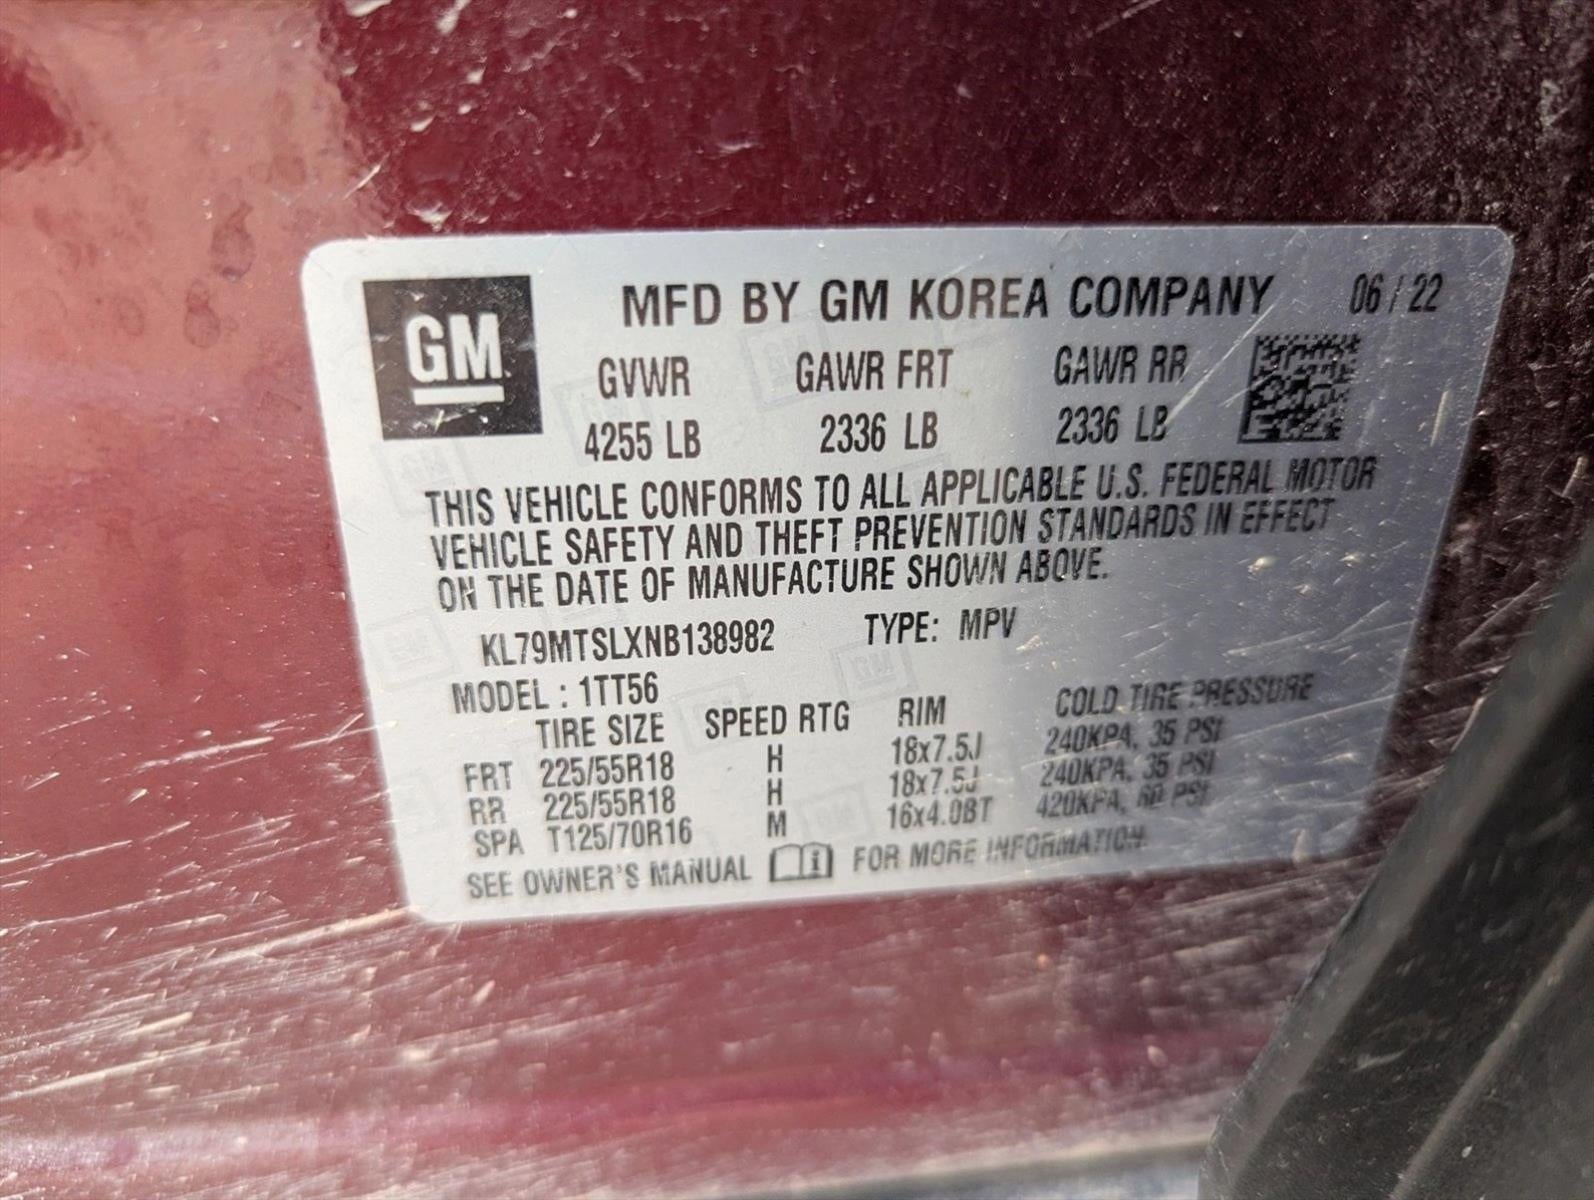 GM
MFD BY GM KOREA COMPANY 06 / 22
GVWR GAWR FRT GAWR RR
4255 LB 2336 LB 2336 LB
THIS VEHICLE CONFORMS TO ALL APPLICABLE U.S. FEDERAL MOTOR
VEHICLE SAFETY AND THEFT PREVENTION STANDARDS IN EFFECT
ON THE DATE OF MANUFACTURE SHOWN ABOVE.
KL79MTSLXNB138982 TYPE: MPV
MODEL : 1TT56
TIRE SIZE SPEED RTG RIM COLD TIRE PRESSURE
FRT 225/55R18 H 18x7.5J 240KPA, 35 PSI
RR 225/55R18 H 18x7.5J 240KPA, 35 PSI
SPA T125/70R16 M 16x4.0BT 420KPA, 60 PSI
SEE OWNER'S MANUAL i FOR MORE INFORMATION.